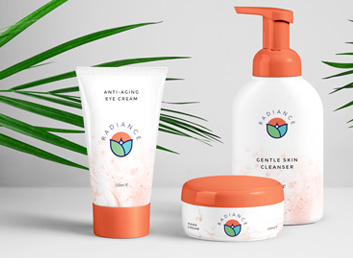 ANTI-AGING
EYE CREAM
RADIANCE
RADIANCE
GENTLE SKIN
CLEANSER
RADIANCE